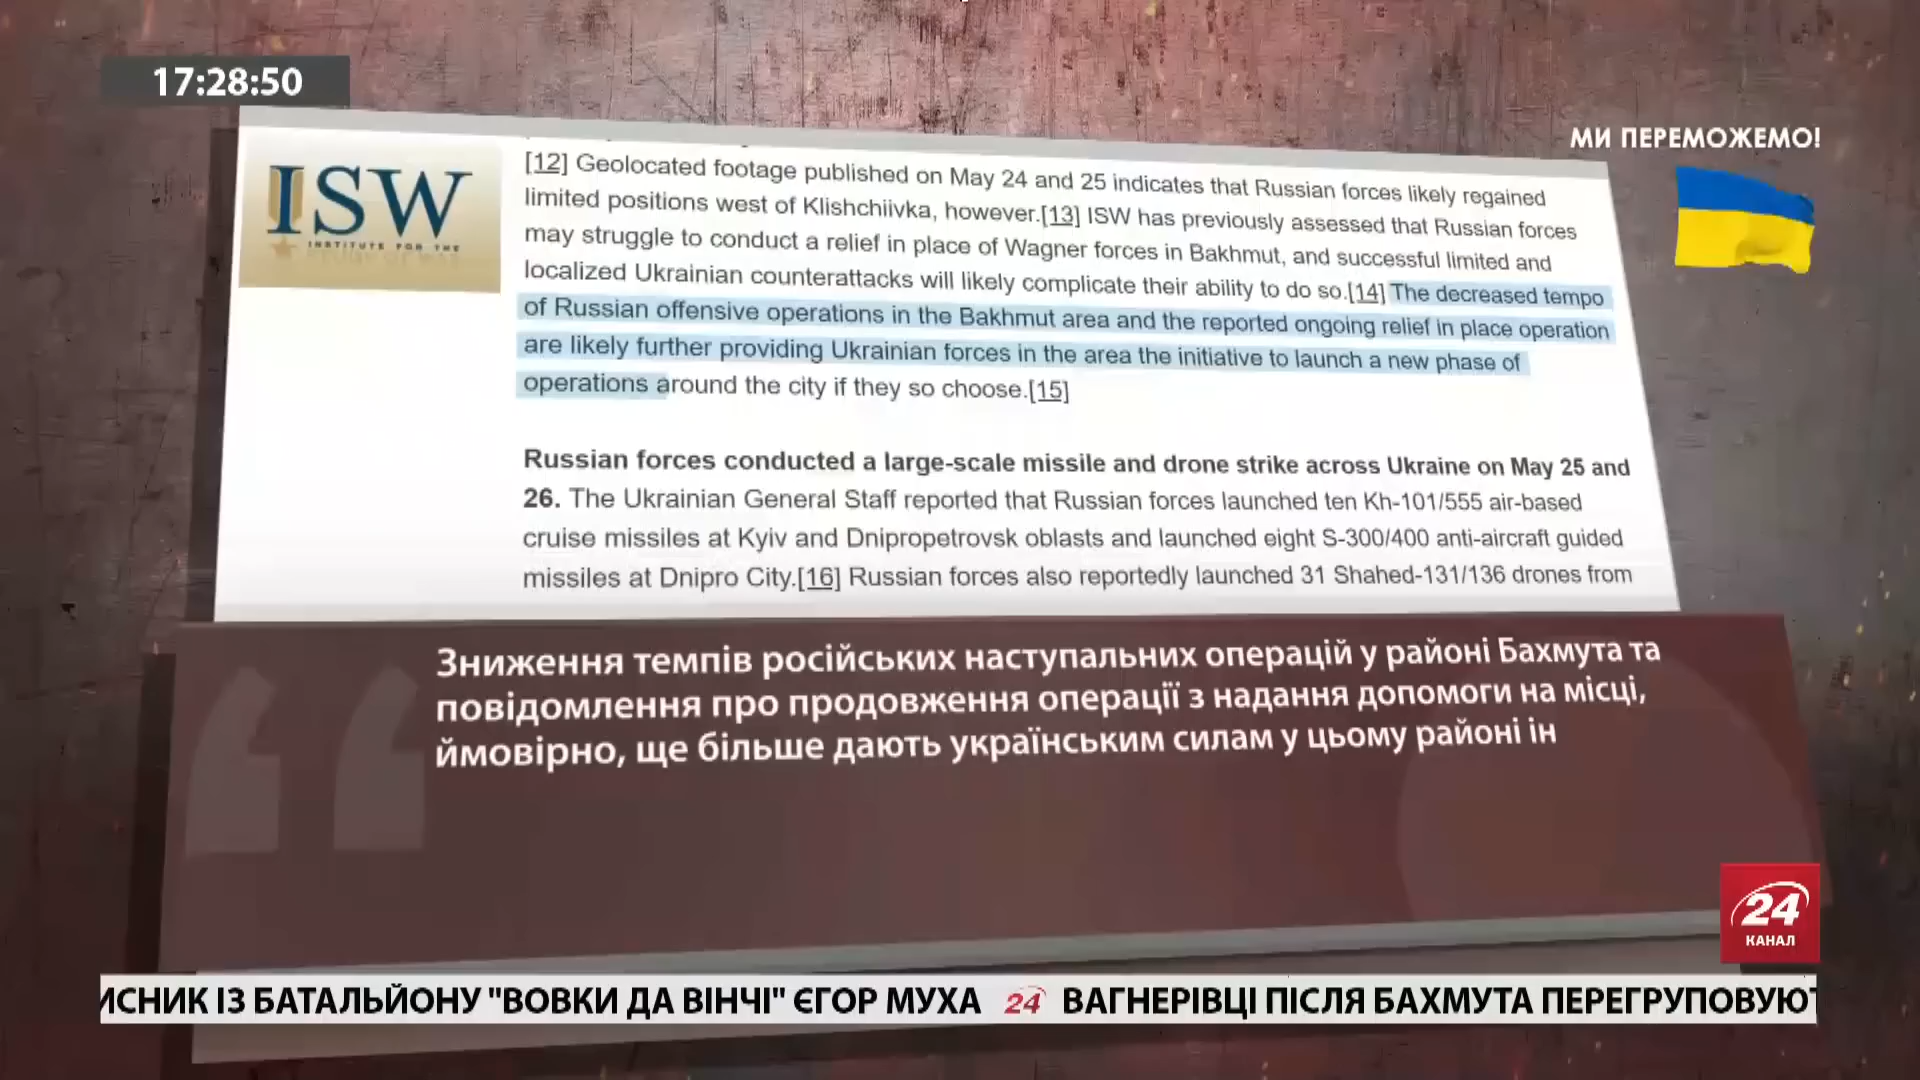 17:28:50
МИ ПЕРЕМОЖЕМО!
ISW
INSTITUTE FOR THE
[12] Geolocated footage published on May 24 and 25 indicates that Russian forces likely regained
limited positions west of Klishchiivka, however.[13] ISW has previously assessed that Russian forces
may struggle to conduct a relief in place of Wagner forces in Bakhmut, and successful limited and
localized Ukrainian counterattacks will likely complicate their ability to do so.[14] The decreased tempo
of Russian offensive operations in the Bakhmut area and the reported ongoing relief in place operation
are likely further providing Ukrainian forces in the area the initiative to launch a new phase of
operations around the city if they so choose.[15]
Russian forces conducted a large-scale missile and drone strike across Ukraine on May 25 and
26. The Ukrainian General Staff reported that Russian forces launched ten Kh-101/555 air-based
cruise missiles at Kyiv and Dnipropetrovsk oblasts and launched eight S-300/400 anti-aircraft guided
missiles at Dnipro City.[16] Russian forces also reportedly launched 31 Shahed-131/136 drones from
Зниження темпів російських наступальних операцій у районі Бахмута та
повідомлення про продовження операції з надання допомоги на місці,
ймовірно, ще більше дають українським силам у цьому районі ін
24
КАНАЛ
ИСНИК ІЗ БАТАЛЬЙОНУ "ВОВКИ ДА ВІНЧІ" ЄГОР МУХА 24 ВАГНЕРІВЦІ ПІСЛЯ БАХМУТА ПЕРЕГРУПОВУЮТ